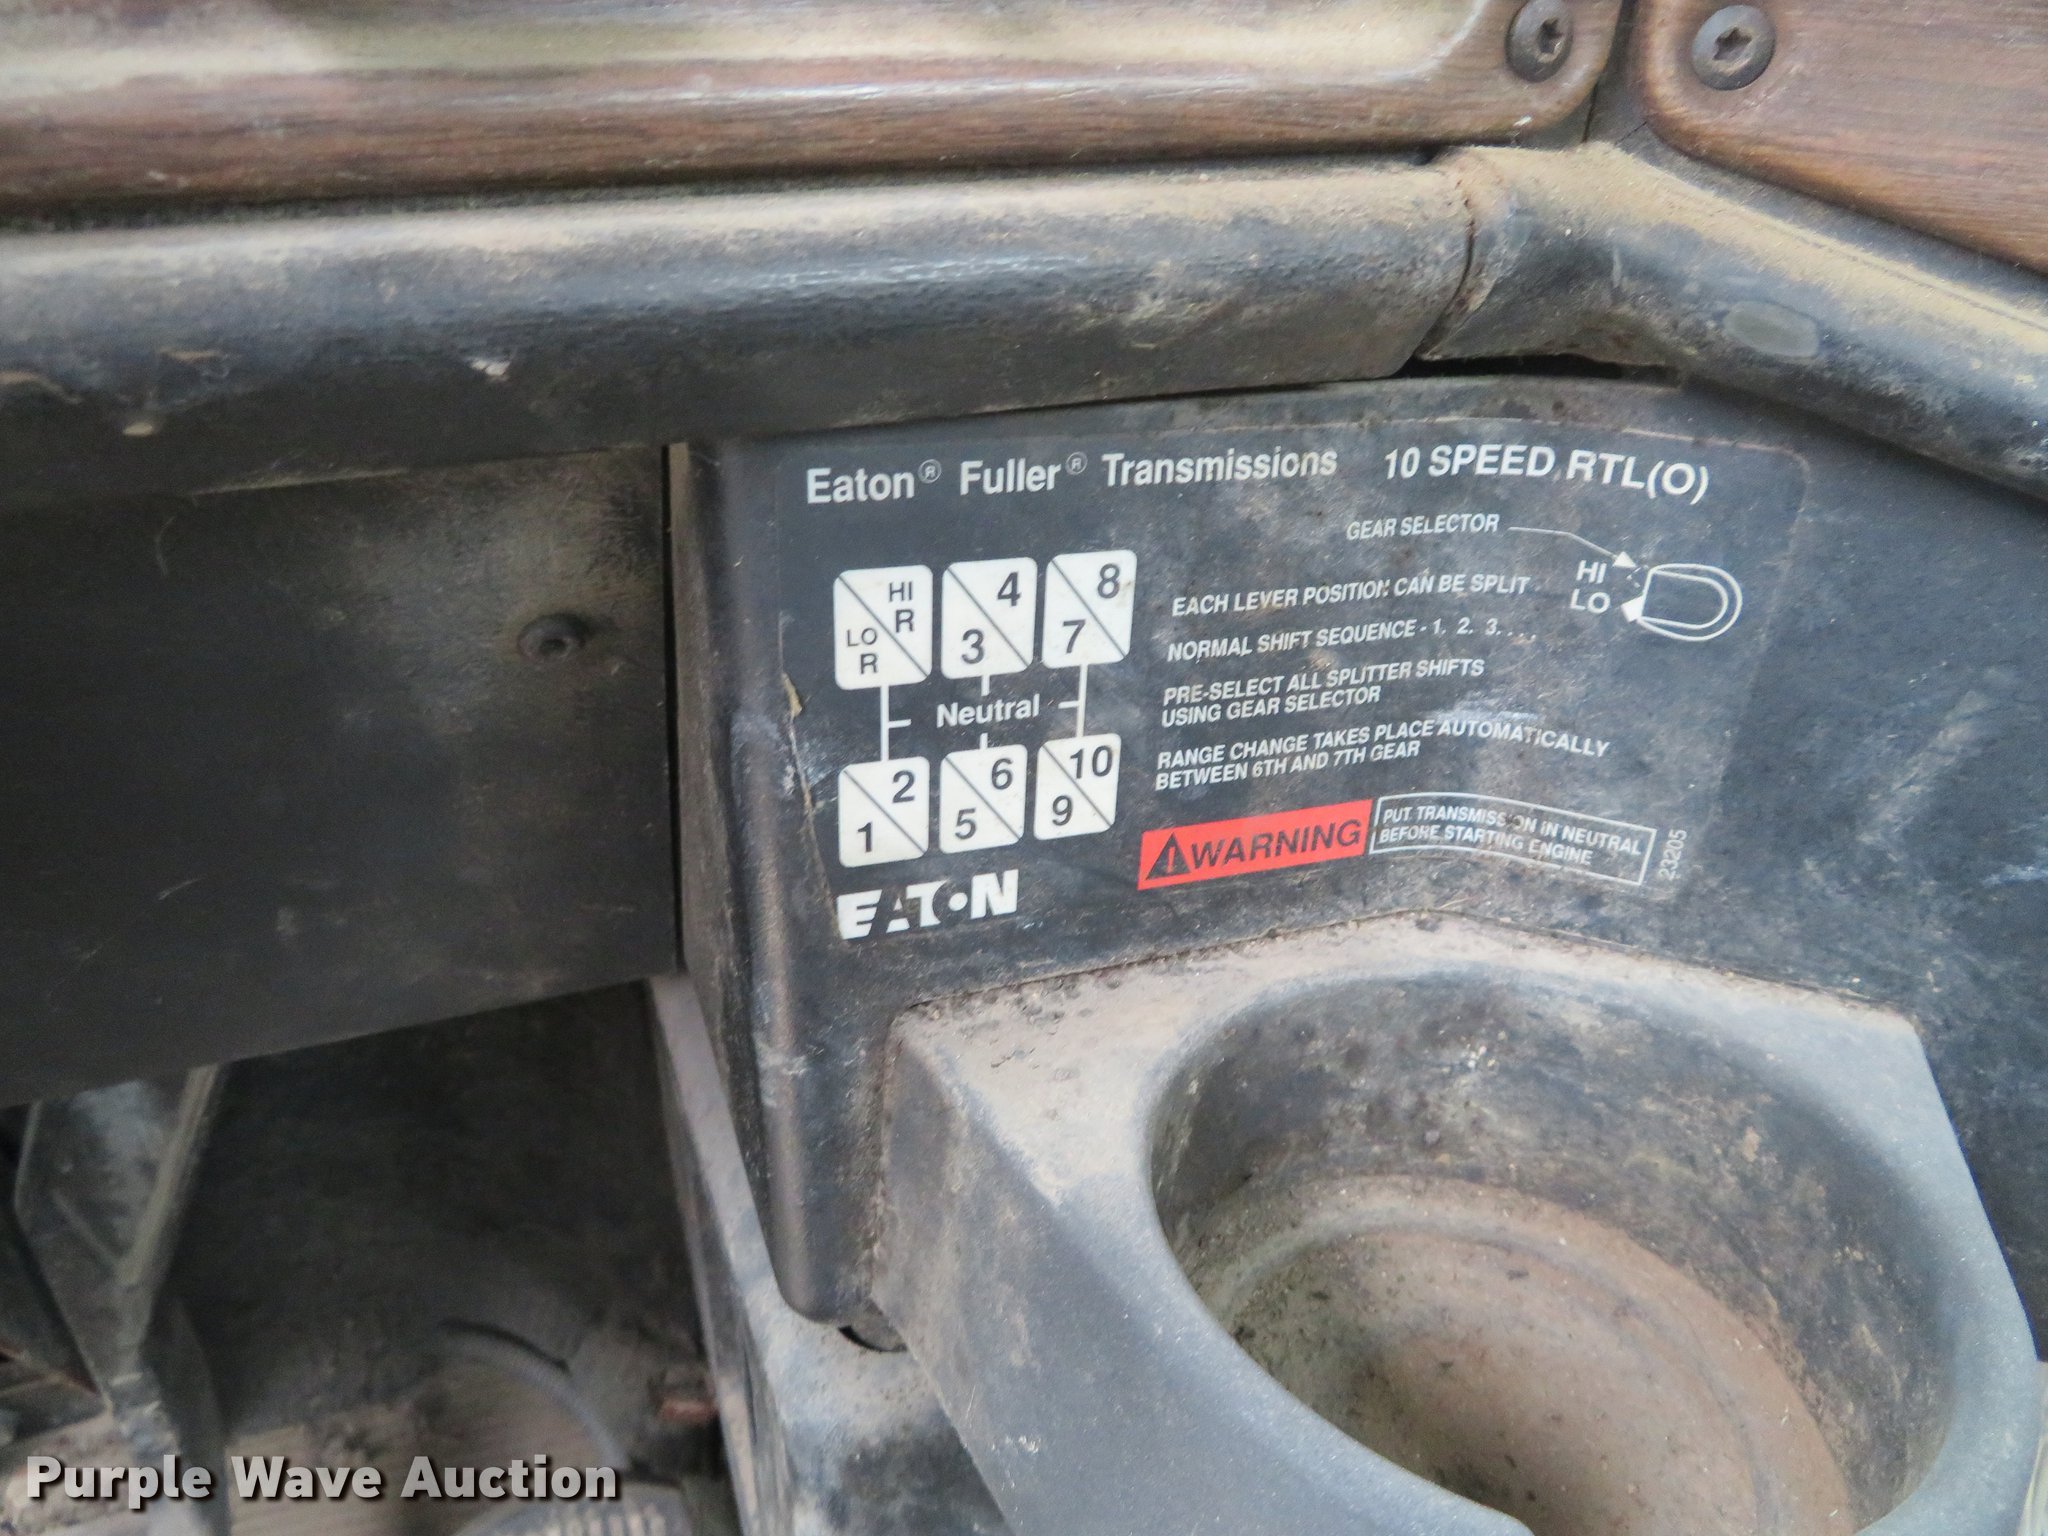 Eaton® Fuller® Transmissions 10 SPEED RTL(O)
GEAR SELECTOR
HI
LO
HI
R
LO
R
4
3
8
7
Neutral
2
1
6
5
10
9
EACH LEVER POSITION CAN BE SPLIT
NORMAL SHIFT SEQUENCE - 1. 2. 3. . . .
PRE-SELECT ALL SPLITTER SHIFTS
USING GEAR SELECTOR
RANGE CHANGE TAKES PLACE AUTOMATICALLY
BETWEEN 6TH AND 7TH GEAR
WARNING
PUT TRANSMISSION IN NEUTRAL
BEFORE STARTING ENGINE
23205
EATON
Purple Wave Auction